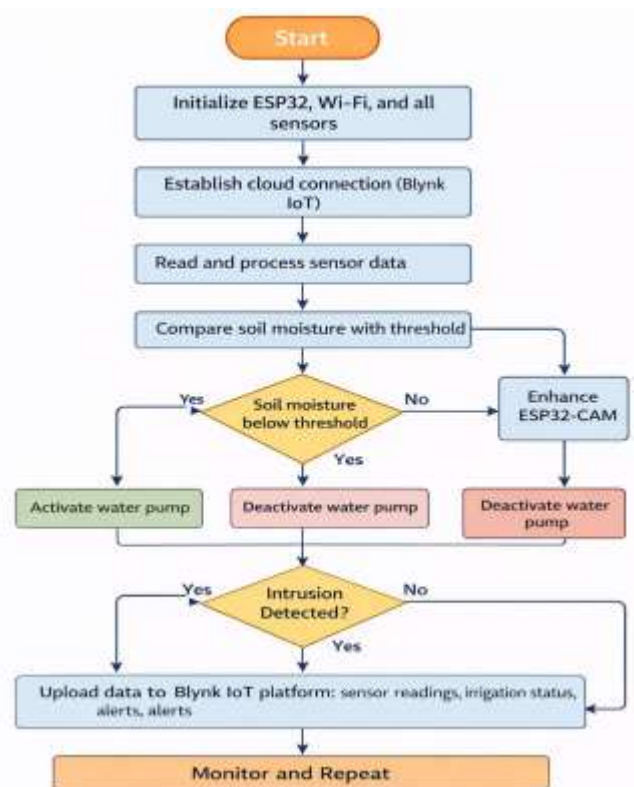 Start
Initialize ESP32, Wi-Fi, and all
sensors
Establish cloud connection (Blynk
IoT)
Read and process sensor data
Compare soil moisture with threshold
Yes
Soil moisture
below threshold
No
Enhance
ESP32-CAM
Yes
Activate water pump
Deactivate water pump
Deactivate water
pump
Yes
Intrusion
Detected?
No
Yes
Upload data to Blynk IoT platform: sensor readings, irrigation status,
alerts, alerts
Monitor and Repeat